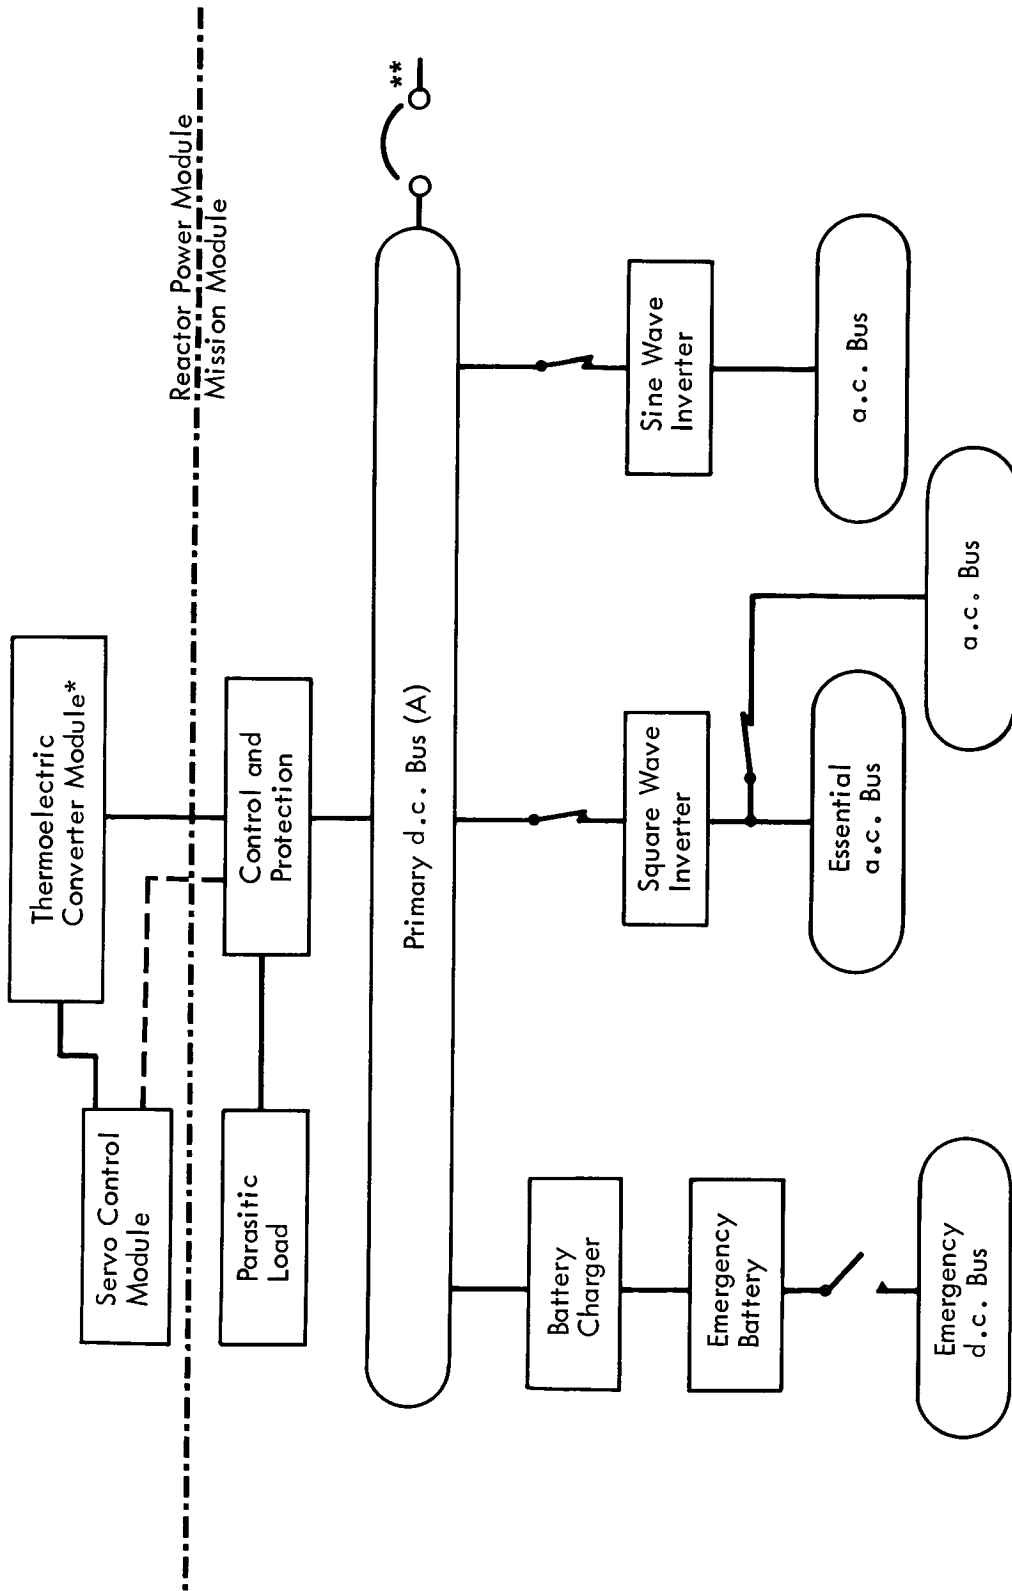 Thermoelectric
Converter Module*
Servo Control
Module
Reactor Power Module
Mission Module
Parasitic
Load
Control and
Protection
Primary d.c. Bus (A)
**
Battery
Charger
Square Wave
Inverter
Sine Wave
Inverter
Emergency
Battery
Essential
a.c. Bus
a.c. Bus
Emergency
d.c. Bus
a.c. Bus